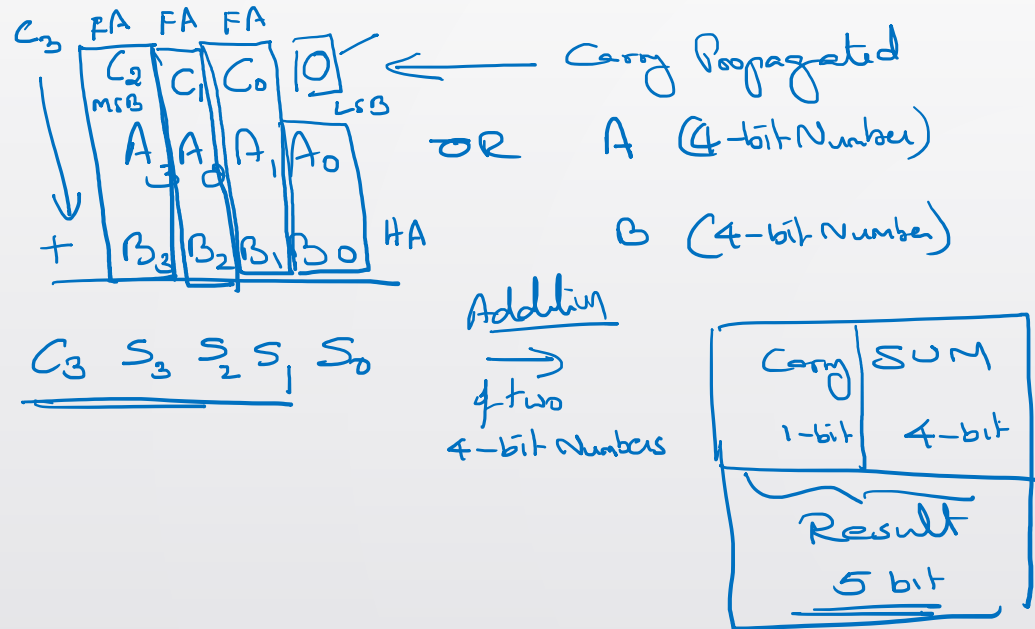 C₃ FA FA FA
C₂ C₁ C₀ 0 ← Carry Propagated
MSB LSB
A₃ A A₁ A₀ OR A (4-bit Number)
+ B₃ B₂ B₁ B0 HA B (4-bit Number)
C₃ S₃ S₂ S₁ S₀
Addition
→
of two
4-bit Numbers
Carry SUM
1-bit 4-bit
Result
5 bit